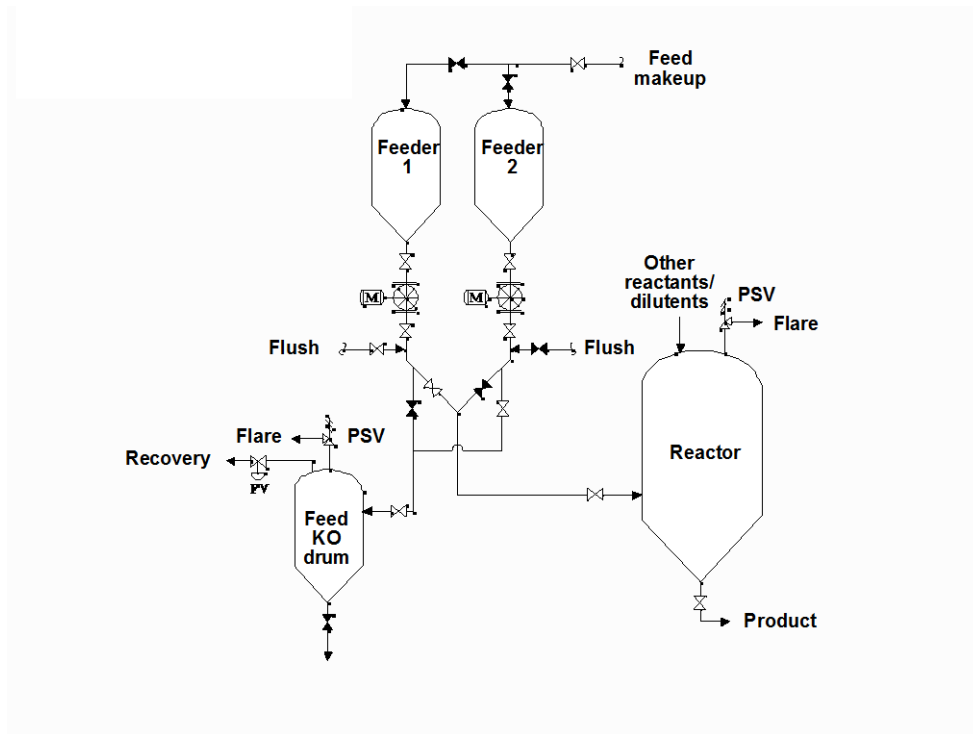 Feed
makeup
Feeder
1
Feeder
2
M
M
Other
reactants/
dilutents
PSV
Flare
Flush
Flush
Flare
PSV
Recovery
FV
Reactor
Feed
KO
drum
Product